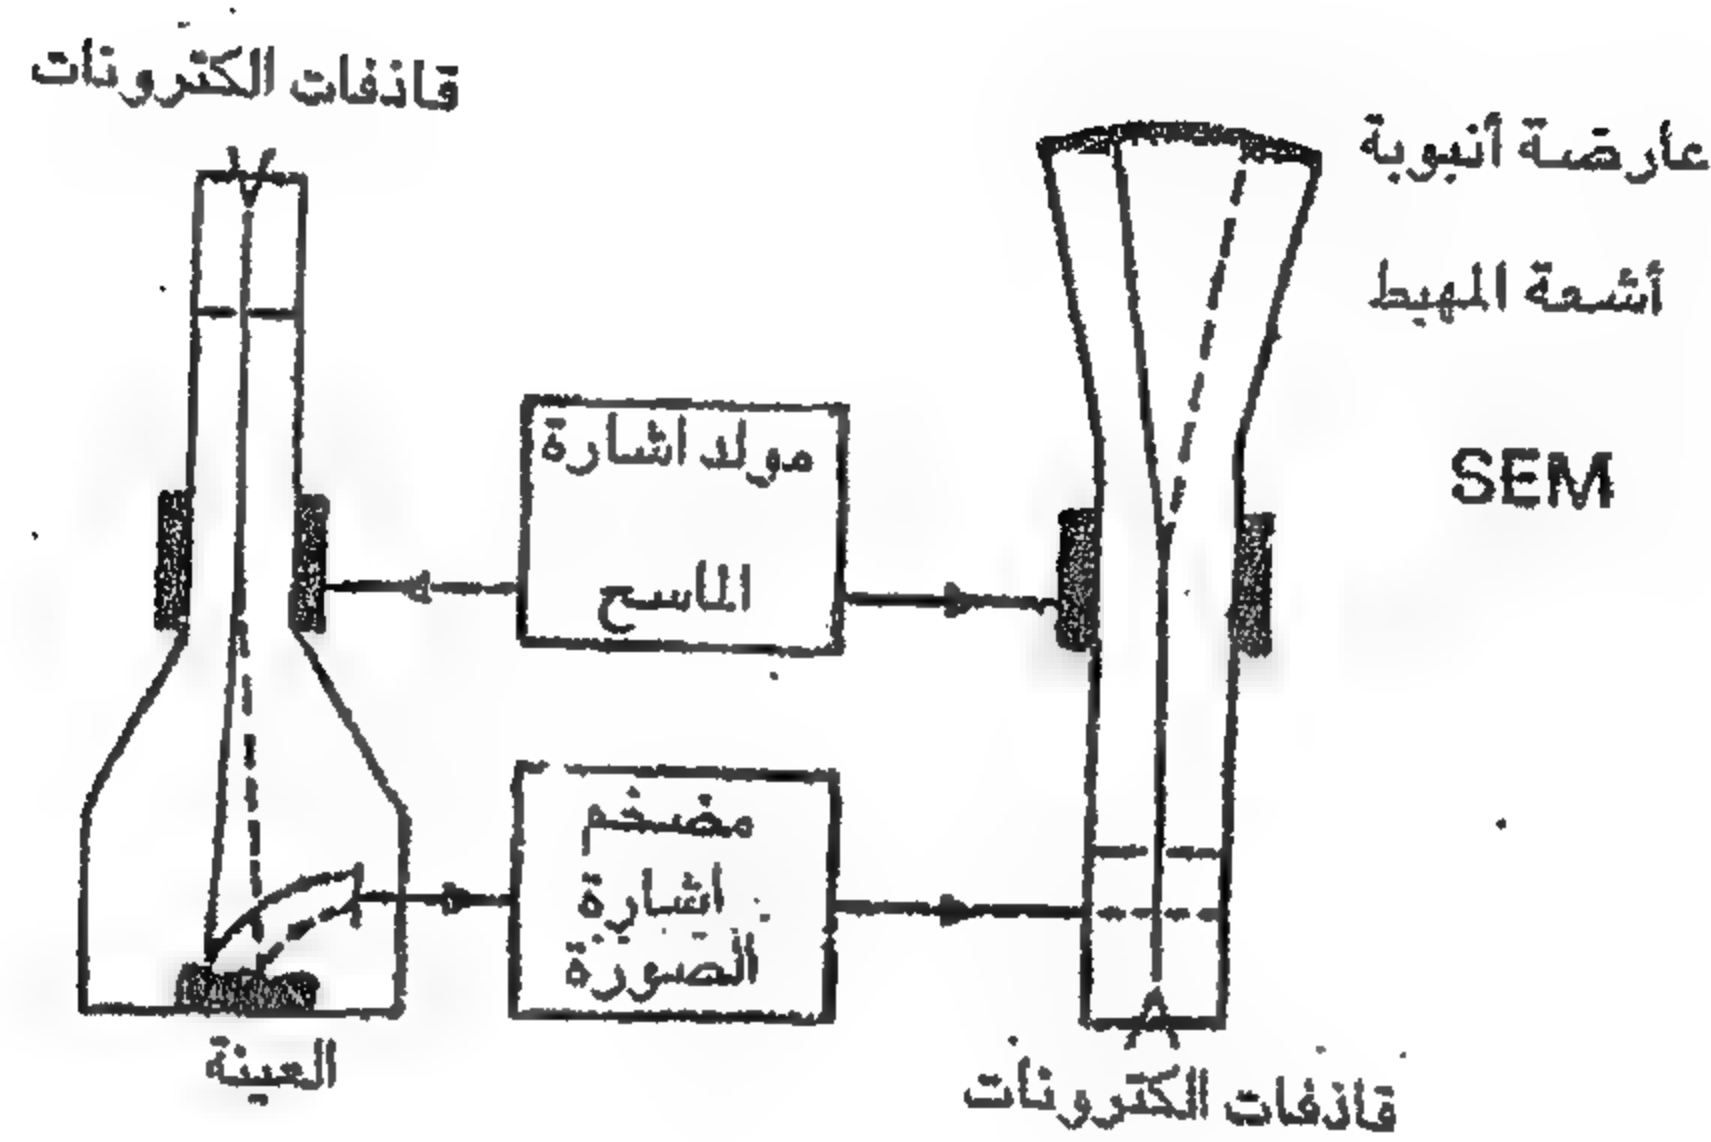 قاذفات الكترونات
عارضة أنبوبة
أشعة المهبط
SEM
مولد اشارة
الماسح
مضخم
اشارة
الصورة
العينة
قاذفات الكترونات